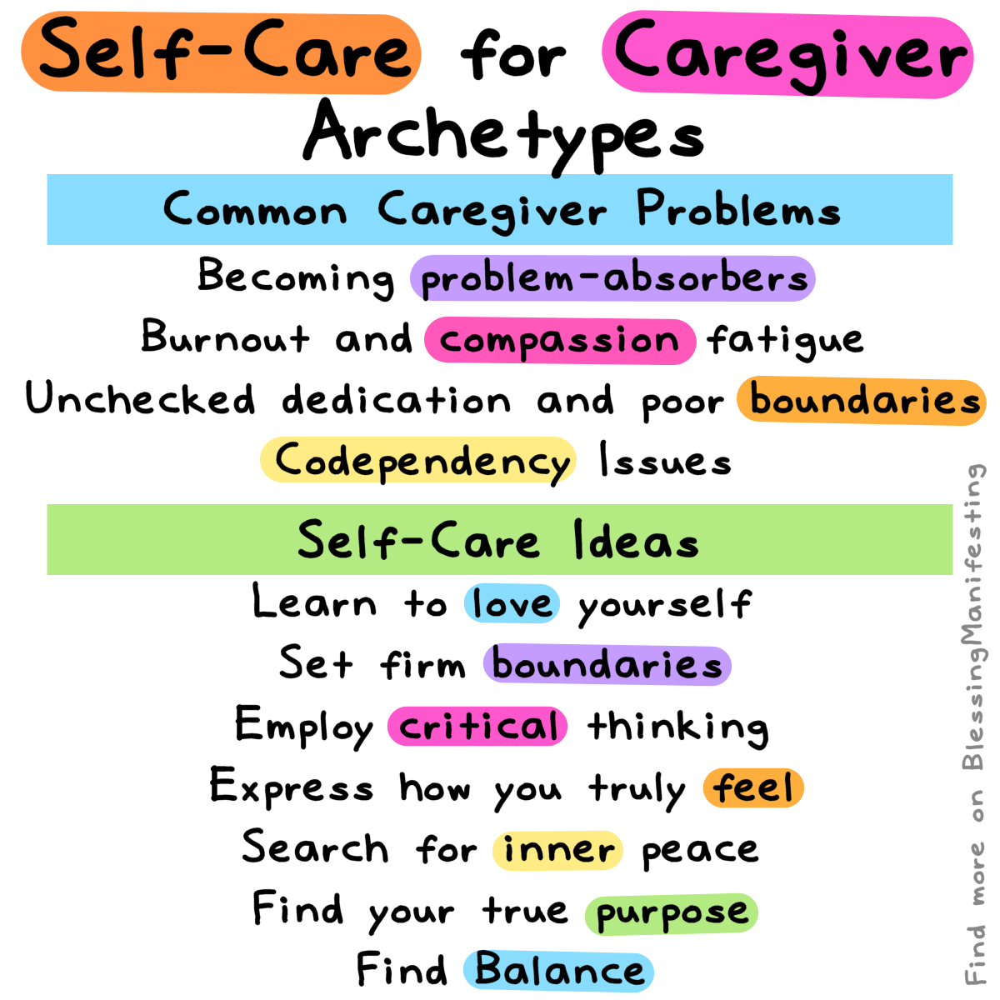 Self-Care for Caregiver
Archetypes
Common Caregiver Problems
Becoming problem-absorbers
Burnout and compassion fatigue
Unchecked dedication and poor boundaries
Codependency Issues
Self-Care Ideas
Learn to love yourself
Set firm boundaries
Employ critical thinking
Express how you truly feel
Search for inner peace
Find your true purpose
Find Balance
Find more on BlessingManifesting